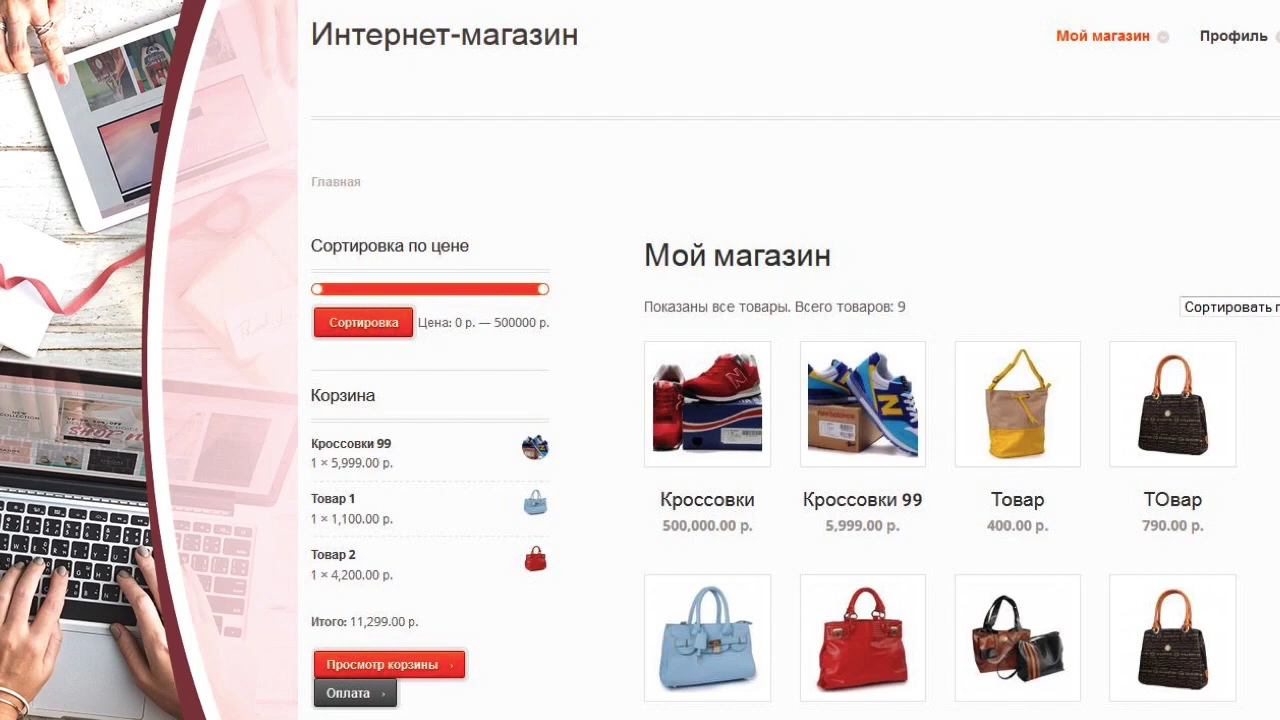 Интернет-магазин
Мой магазин
Профиль
Главная
Сортировка по цене
Сортировка
Цена: 0 р. — 500000 р.
Корзина
Кроссовки 99
1 × 5,999.00 р.
Товар 1
1 × 1,100.00 р.
Товар 2
1 × 4,200.00 р.
Итого: 11,299.00 р.
Просмотр корзины ›
Оплата ›
Мой магазин
Показаны все товары. Всего товаров: 9
Сортировать
Кроссовки
500,000.00 р.
Кроссовки 99
5,999.00 р.
Товар
400.00 р.
ТОвар
790.00 р.